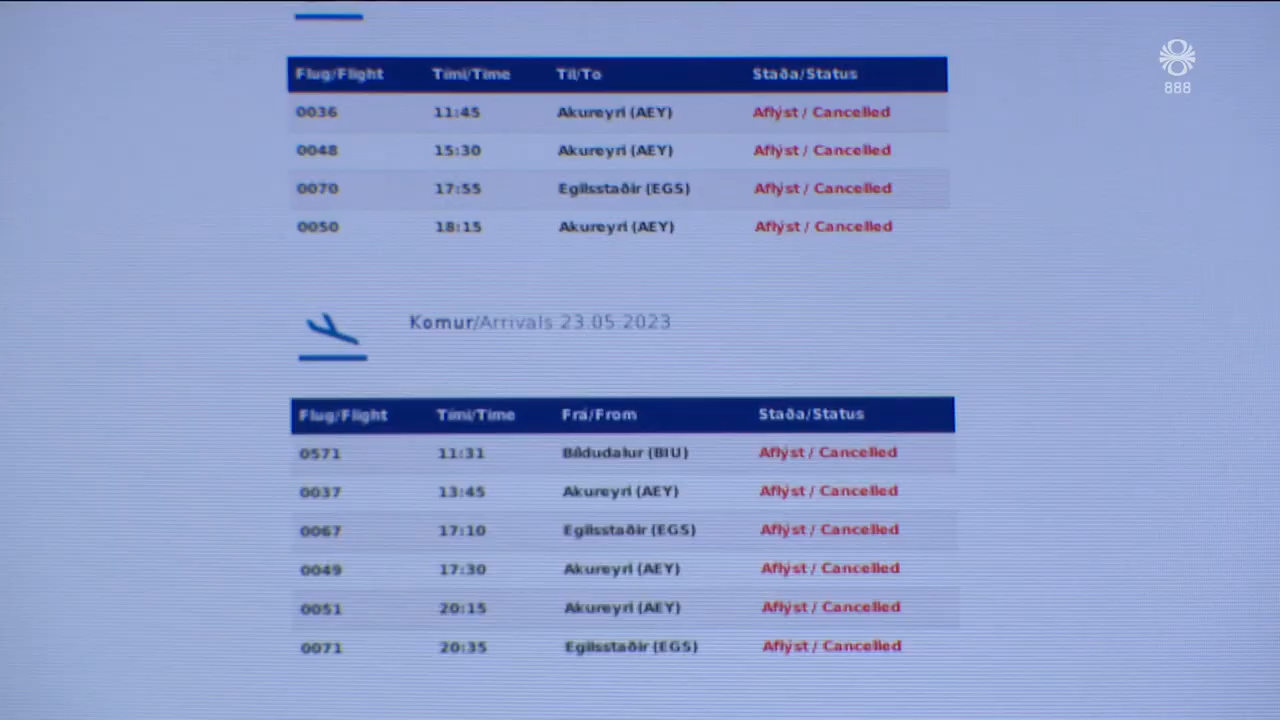 888
Flug/Flight Tími/Time Til/To Staða/Status
0036 11:45 Akureyri (AEY) Aflýst / Cancelled
0048 15:30 Akureyri (AEY) Aflýst / Cancelled
0070 17:55 Egilsstaðir (EGS) Aflýst / Cancelled
0050 18:15 Akureyri (AEY) Aflýst / Cancelled
Komur/Arrivals 23.05.2023
Flug/Flight Tími/Time Frá/From Staða/Status
0571 11:31 Bíldudalur (BIU) Aflýst / Cancelled
0037 13:45 Akureyri (AEY) Aflýst / Cancelled
0067 17:10 Egilsstaðir (EGS) Aflýst / Cancelled
0049 17:30 Akureyri (AEY) Aflýst / Cancelled
0051 20:15 Akureyri (AEY) Aflýst / Cancelled
0071 20:35 Egilsstaðir (EGS) Aflýst / Cancelled